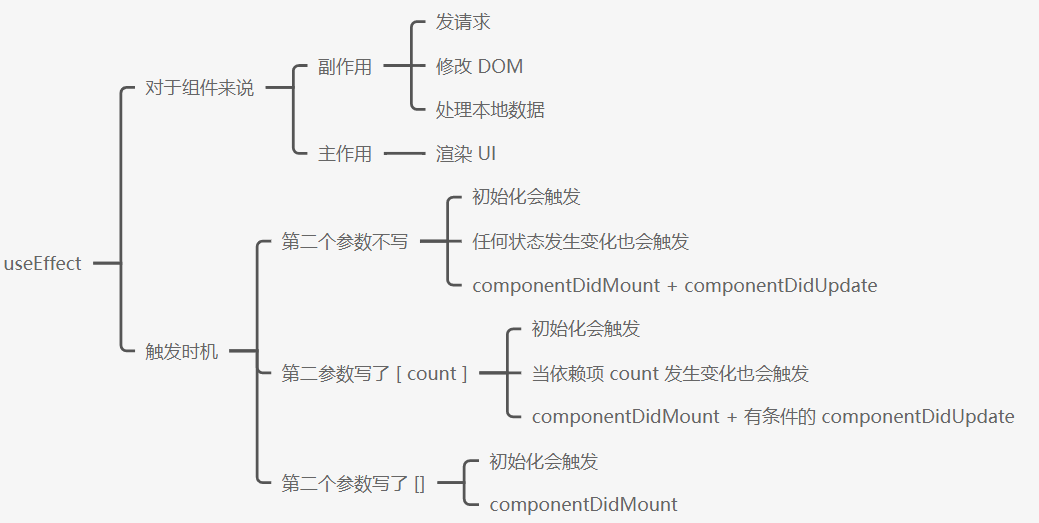 useEffect
对于组件来说
副作用
发请求
修改 DOM
处理本地数据
主作用
渲染 UI
触发时机
第二个参数不写
初始化会触发
任何状态发生变化也会触发
componentDidMount + componentDidUpdate
第二参数写了 [ count ]
初始化会触发
当依赖项 count 发生变化也会触发
componentDidMount + 有条件的 componentDidUpdate
第二个参数写了 []
初始化会触发
componentDidMount